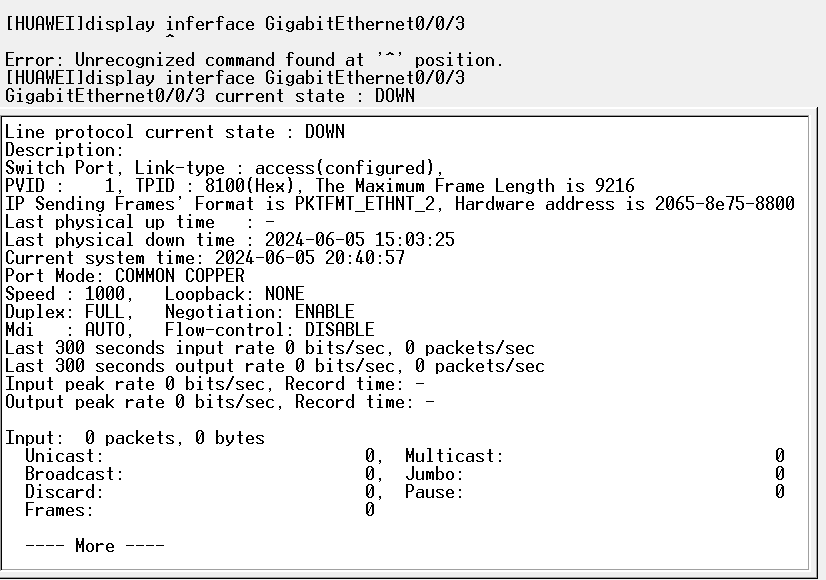 [HUAWEI]display inferface GigabitEthernet0/0/3
^
Error: Unrecognized command found at '^' position.
[HUAWEI]display interface GigabitEthernet0/0/3
GigabitEthernet0/0/3 current state : DOWN
Line protocol current state : DOWN
Description:
Switch Port, Link-type : access(configured),
PVID :    1, TPID : 8100(Hex), The Maximum Frame Length is 9216
IP Sending Frames' Format is PKTFMT_ETHNT_2, Hardware address is 2065-8e75-8800
Last physical up time   : -
Last physical down time : 2024-06-05 15:03:25
Current system time: 2024-06-05 20:40:57
Port Mode: COMMON COPPER
Speed : 1000,   Loopback: NONE
Duplex: FULL,   Negotiation: ENABLE
Mdi   : AUTO,   Flow-control: DISABLE
Last 300 seconds input rate 0 bits/sec, 0 packets/sec
Last 300 seconds output rate 0 bits/sec, 0 packets/sec
Input peak rate 0 bits/sec, Record time: -
Output peak rate 0 bits/sec, Record time: -
Input:  0 packets, 0 bytes
Unicast:                          0,  Multicast:                           0
Broadcast:                        0,  Jumbo:                               0
Discard:                          0,  Pause:                               0
Frames:                           0
---- More ----